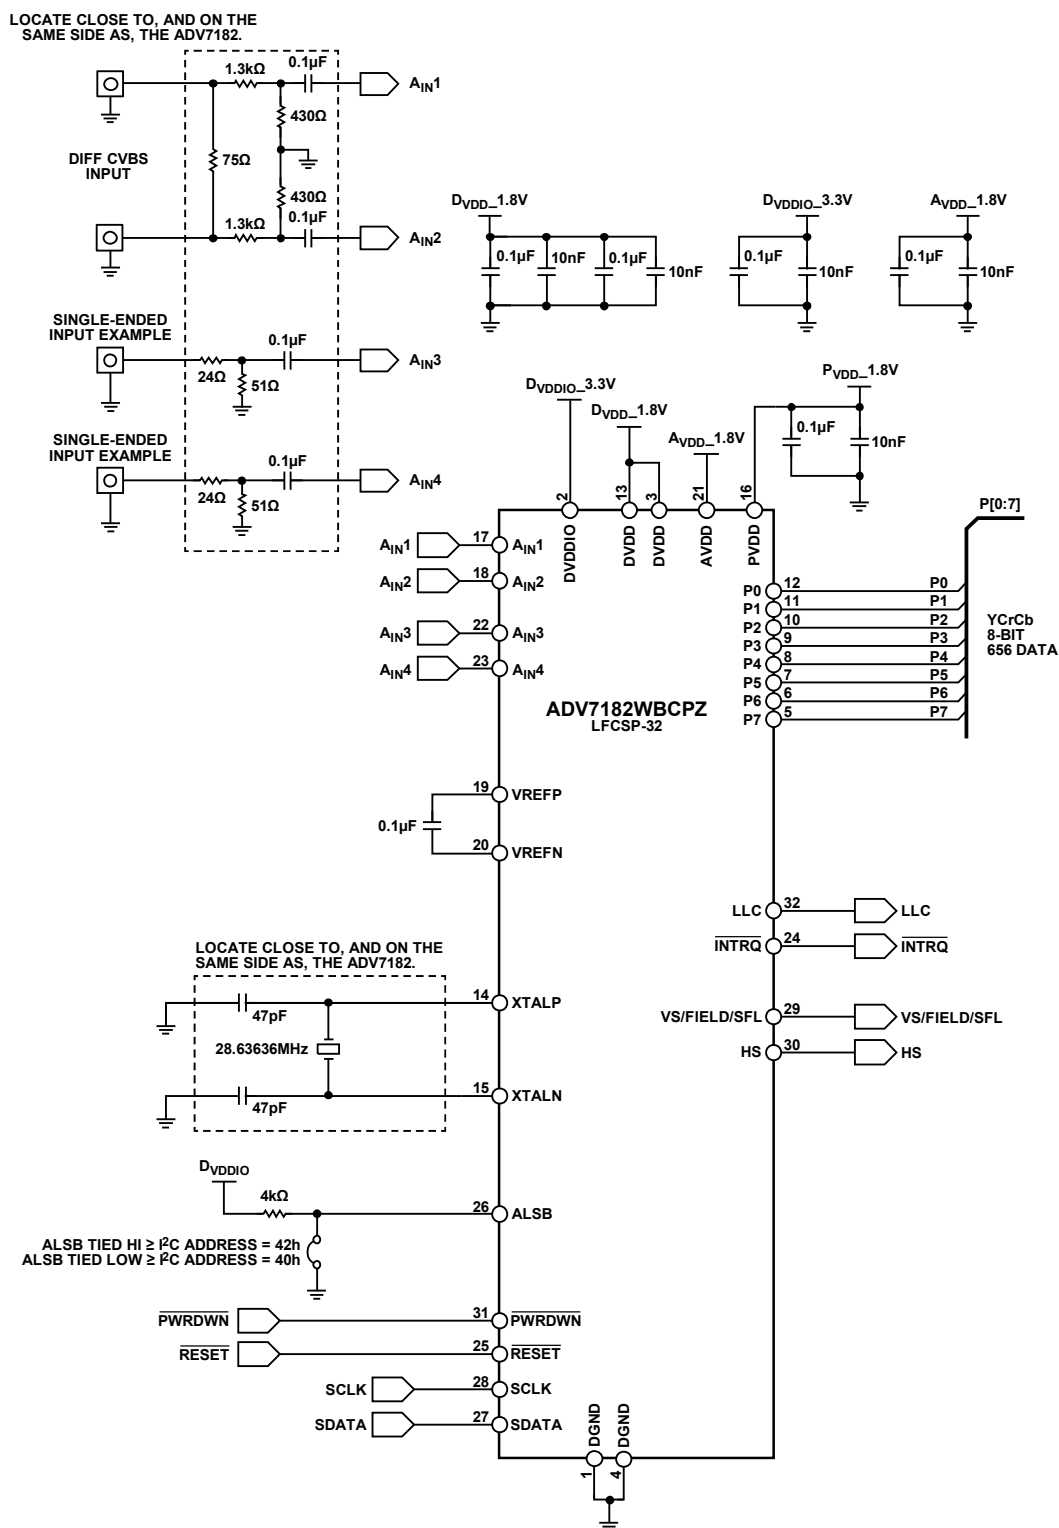 LOCATE CLOSE TO, AND ON THE
SAME SIDE AS, THE ADV7182.
1.3kΩ
0.1µF
AIN1
430Ω
DIFF CVBS
INPUT
75Ω
430Ω
1.3kΩ
0.1µF
AIN2
DVDD_1.8V
0.1µF
10nF
0.1µF
10nF
DVDDIO_3.3V
0.1µF
10nF
AVDD_1.8V
0.1µF
10nF
SINGLE-ENDED
INPUT EXAMPLE
0.1µF
AIN3
24Ω
51Ω
SINGLE-ENDED
INPUT EXAMPLE
0.1µF
AIN4
24Ω
51Ω
DVDDIO_3.3V
DVDD_1.8V
AVDD_1.8V
PVDD_1.8V
0.1µF
10nF
2
13
3
21
16
DVDDIO
DVDD
DVDD
AVDD
PVDD
AIN1
17
AIN1
AIN2
18
AIN2
AIN3
22
AIN3
AIN4
23
AIN4
P[0:7]
P0
12
P0
P1
11
P1
P2
10
P2
P3
9
P3
P4
8
P4
P5
7
P5
P6
6
P6
P7
5
P7
YCrCb
8-BIT
656 DATA
ADV7182WBCPZ
LFCSP-32
19
VREFP
0.1µF
20
VREFN
LLC
32
LLC
INTRQ
24
INTRQ
VS/FIELD/SFL
29
VS/FIELD/SFL
HS
30
HS
LOCATE CLOSE TO, AND ON THE
SAME SIDE AS, THE ADV7182.
47pF
14
XTALP
28.63636MHz
47pF
15
XTALN
DVDDIO
4kΩ
26
ALSB
ALSB TIED HI ≥ I2C ADDRESS = 42h
ALSB TIED LOW ≥ I2C ADDRESS = 40h
PWRDWN
31
PWRDWN
RESET
25
RESET
SCLK
28
SCLK
SDATA
27
SDATA
DGND
DGND
1
4